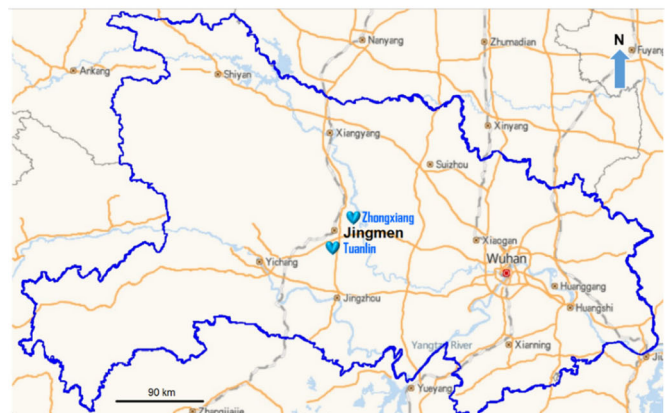 Nanyang
Zhumadian
N
Fuyang
Ankang
Shiyan
Xiangyang
Xinyang
Suizhou
Zhongxiang
Jingmen
Tuanlin
Xiaogan
Yichang
Wuhan
Jingzhou
Huanggang
Huangshi
Yangtze River
Xianning
90 km
Yueyang
Zhangjiajie